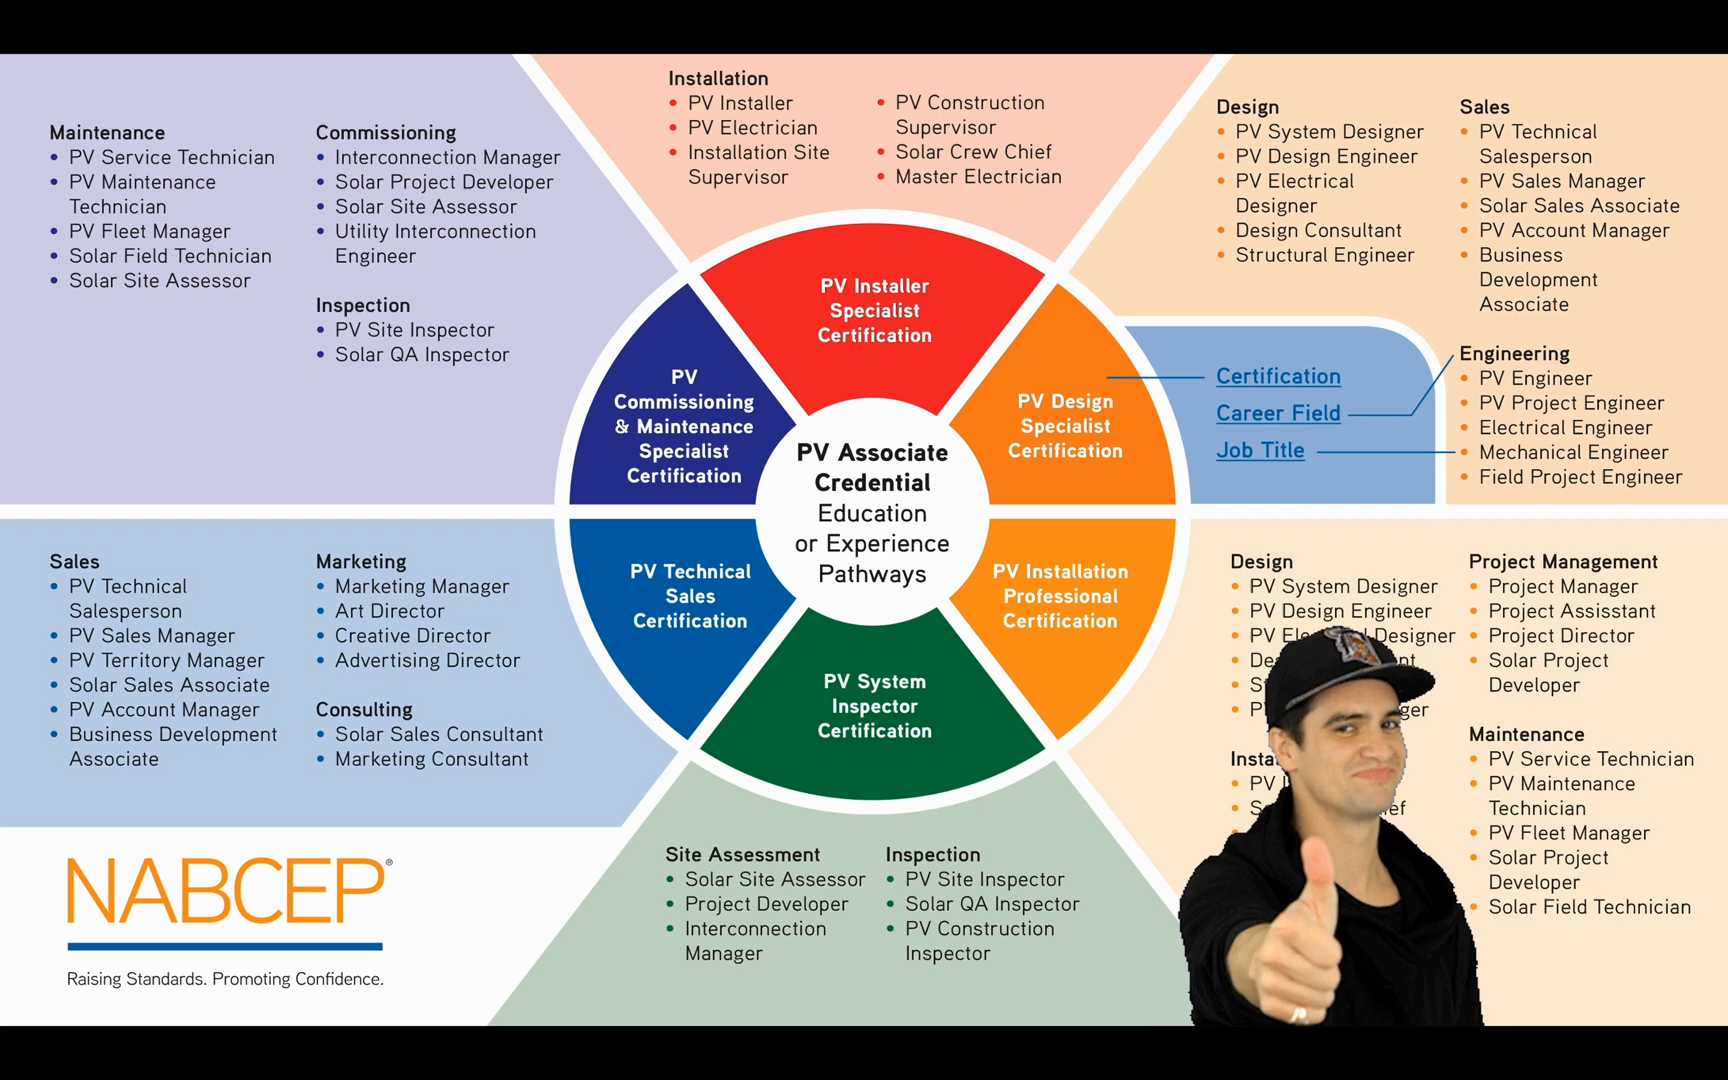 Installation
PV Installer
PV Electrician
Installation Site
Supervisor
PV Construction
Supervisor
Solar Crew Chief
Master Electrician
Maintenance
PV Service Technician
PV Maintenance
Technician
PV Fleet Manager
Solar Field Technician
Solar Site Assessor
Commissioning
Interconnection Manager
Solar Project Developer
Solar Site Assessor
Utility Interconnection
Engineer
Inspection
PV Site Inspector
Solar QA Inspector
Design
PV System Designer
PV Design Engineer
PV Electrical
Designer
Design Consultant
Structural Engineer
Sales
PV Technical
Salesperson
PV Sales Manager
Solar Sales Associate
PV Account Manager
Business
Development
Associate
Engineering
PV Engineer
PV Project Engineer
Electrical Engineer
Mechanical Engineer
Field Project Engineer
Certification
Career Field
Job Title
PV Installer
Specialist
Certification
PV
Commissioning
& Maintenance
Specialist
Certification
PV Design
Specialist
Certification
PV Associate
Credential
Education
or Experience
Pathways
PV Technical
Sales
Certification
PV Installation
Professional
Certification
PV System
Inspector
Certification
Sales
PV Technical
Salesperson
PV Sales Manager
PV Territory Manager
Solar Sales Associate
PV Account Manager
Business Development
Associate
Marketing
Marketing Manager
Art Director
Creative Director
Advertising Director
Consulting
Solar Sales Consultant
Marketing Consultant
Design
PV System Designer
PV Design Engineer
PV Designer
PV
Project Management
Project Manager
Project Assisstant
Project Director
Solar Project
Developer
Maintenance
PV Service Technician
PV Maintenance
Technician
PV Fleet Manager
Solar Project
Developer
Solar Field Technician
Site Assessment
Solar Site Assessor
Project Developer
Interconnection
Manager
Inspection
PV Site Inspector
Solar QA Inspector
PV Construction
Inspector
NABCEP®
Raising Standards. Promoting Confidence.